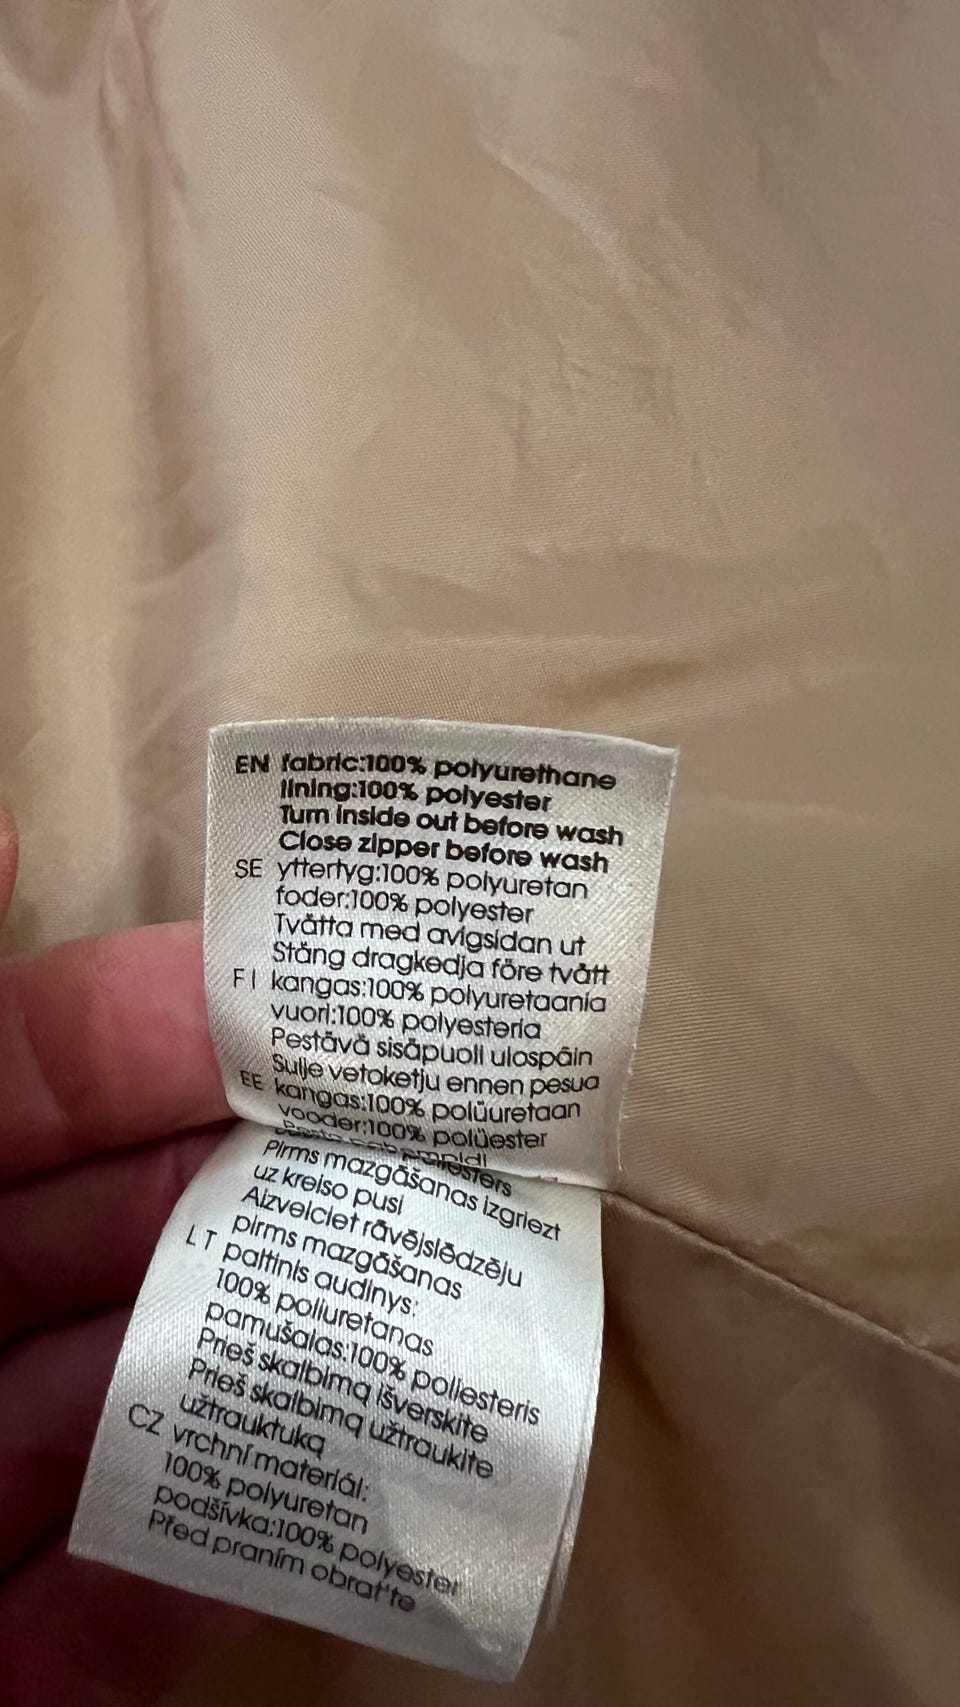 EN fabric:100% polyurethane
lining:100% polyester
Turn inside out before wash
Close zipper before wash
SE yttertyg:100% polyuretan
foder:100% polyester
Tvätta med avigsidan ut
Stäng dragkedja före tvätt
FI kangas:100% polyuretaania
vuori:100% polyesteria
Pestävä sisäpuoli ulospäin
Sulje vetoketju ennen pesua
EE kangas:100% polüuretaan
vooder:100% polüester
Pirms mazgāšanas izgriezt
uz kreiso pusi
Aizvelciet rāvējslēdzēju
pirms mazgāšanas
LT paltinis audinys:
100% poliuretanas
pamušalas:100% poliesteris
Prieš skalbimą išverskite
Prieš skalbimą užtraukite
užtrauktuką
CZ vrchní materiál:
100% polyuretan
podšívka:100% polyester
Před praním obraťte